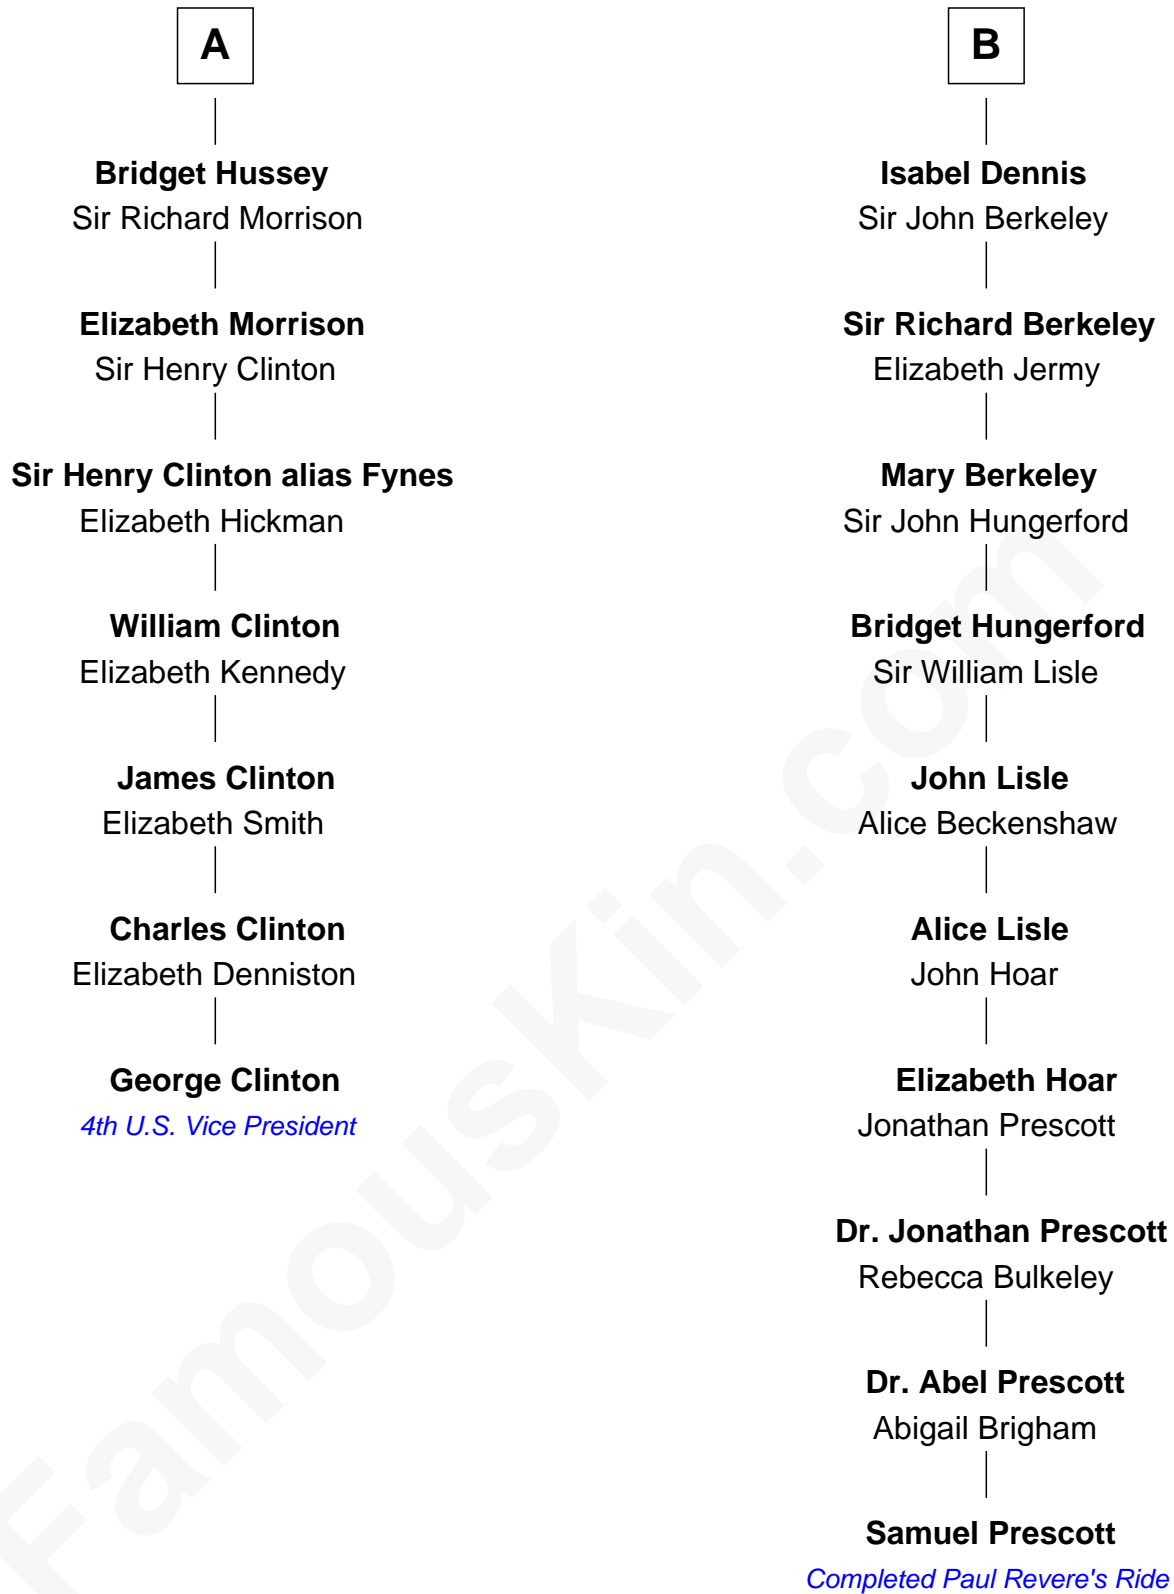 A
Bridget Hussey
Sir Richard Morrison
Elizabeth Morrison
Sir Henry Clinton
Sir Henry Clinton alias Fynes
Elizabeth Hickman
William Clinton
Elizabeth Kennedy
James Clinton
Elizabeth Smith
Charles Clinton
Elizabeth Denniston
George Clinton
4th U.S. Vice President
B
Isabel Dennis
Sir John Berkeley
Sir Richard Berkeley
Elizabeth Jermy
Mary Berkeley
Sir John Hungerford
Bridget Hungerford
Sir William Lisle
John Lisle
Alice Beckenshaw
Alice Lisle
John Hoar
Elizabeth Hoar
Jonathan Prescott
Dr. Jonathan Prescott
Rebecca Bulkeley
Dr. Abel Prescott
Abigail Brigham
Samuel Prescott
Completed Paul Revere's Ride
FamousKin.com